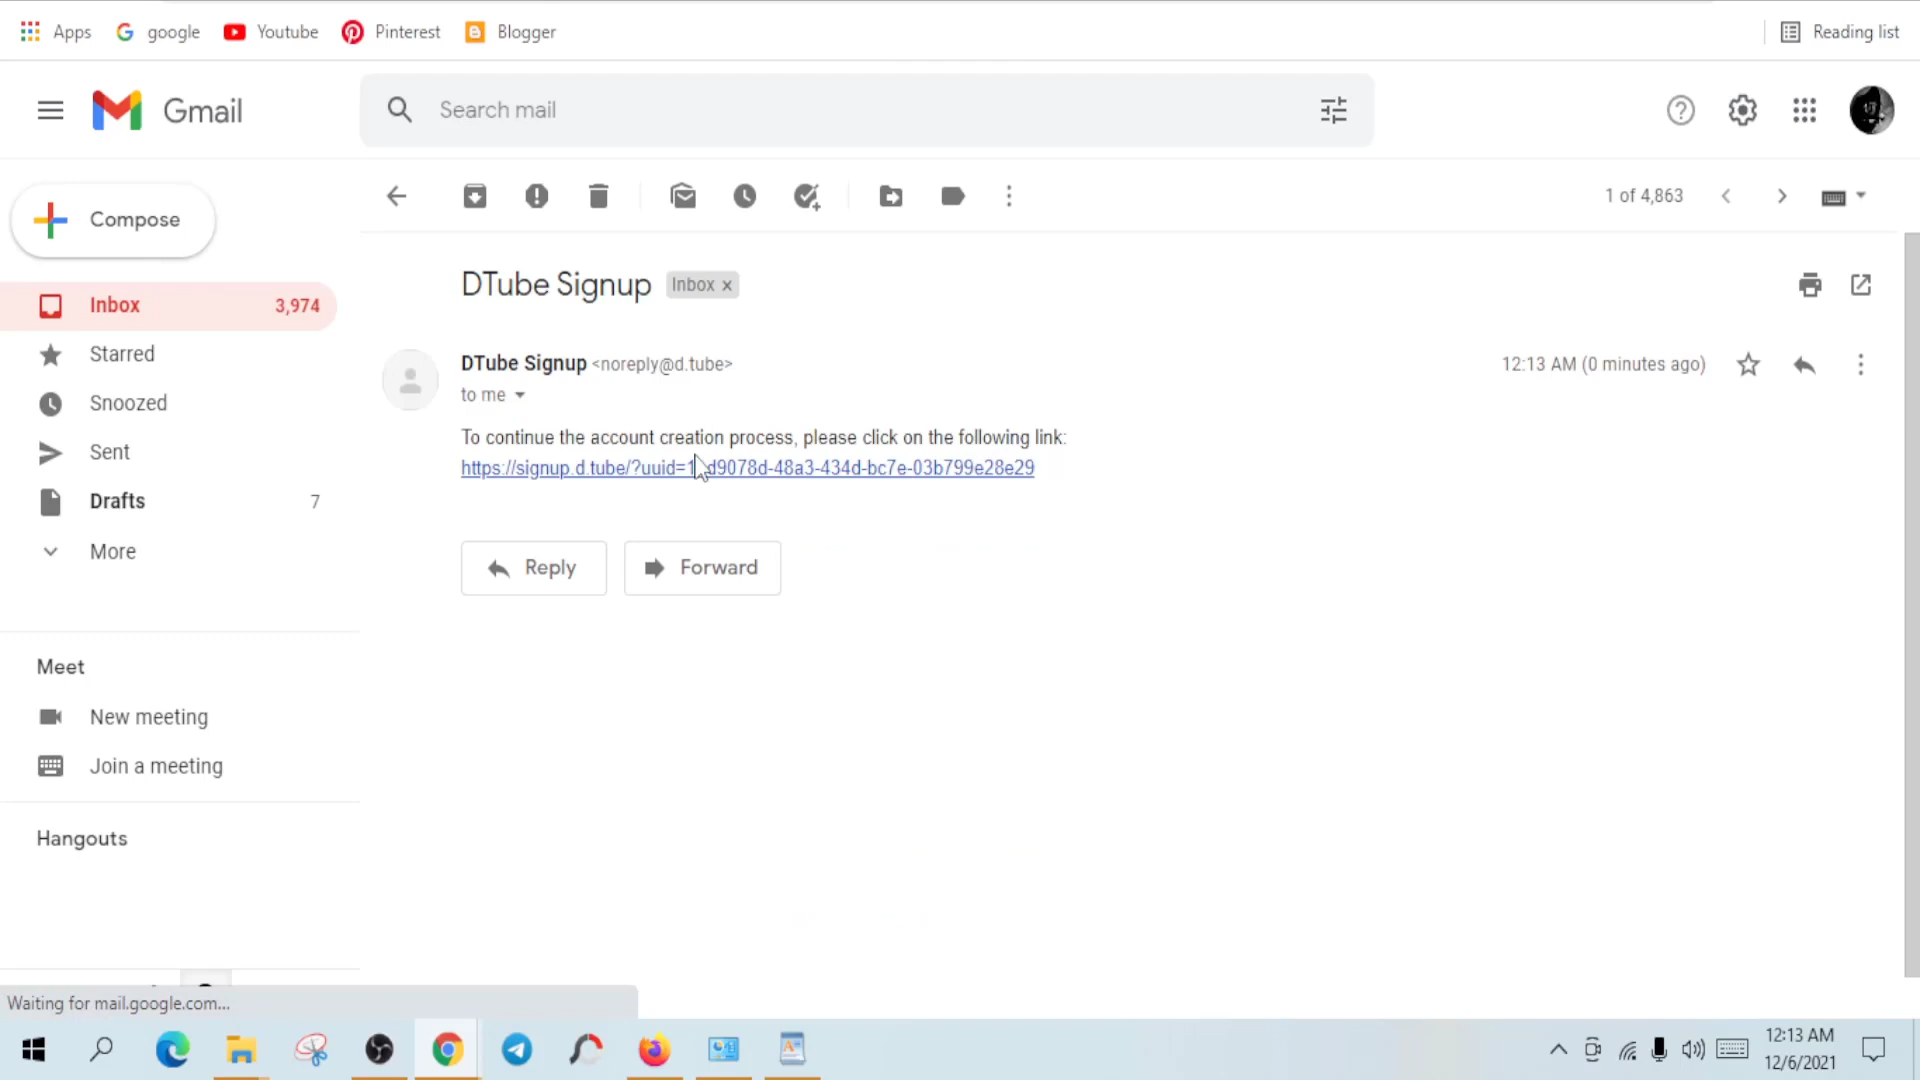 Apps google Youtube Pinterest Blogger Reading list
Gmail Search mail
Compose 1 of 4,863
DTube Signup Inbox ×
Inbox 3,974
Starred
Snoozed
Sent
Drafts 7
More
DTube Signup <noreply@d.tube> 12:13 AM (0 minutes ago)
to me
To continue the account creation process, please click on the following link:
d9078d-48a3-434d-bc7e-03b799e28e29
Reply Forward
Meet
New meeting
Join a meeting
Hangouts
Waiting for mail.google.com...
12:13 AM
12/6/2021